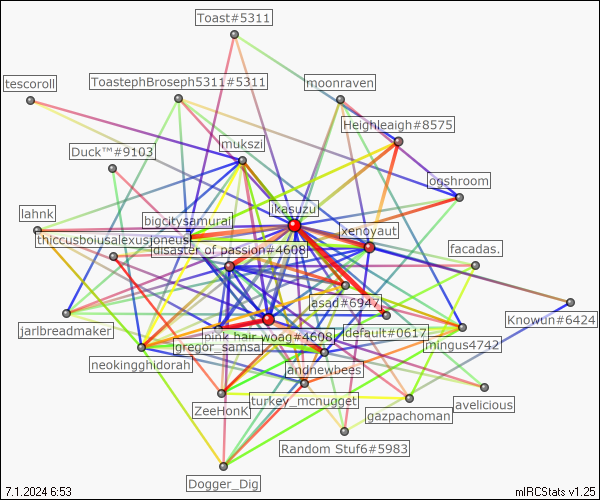 Toast#5311
tescoroll
ToastephBroseph5311#5311
moonraven
Heighleigh#8575
Duck™#9103
mukszi
ogshroom
lahnk
bigcitysamurai
ikasuzu
xenoyaut
thiccusboiusalexusjoneus
disaster of passion#4608
facadas.
asad#6947
Knowun#6424
jarlbreadmaker
pink hair woag#4608
default#0617
gregor_samsa
mingus4742
neokingghidorah
andnewbees
ZeeHonK
turkey_mcnugget
avelicious
gazpachoman
Random Stuf6#5983
Dogger_Dig
7.1.2024 6:53
mIRCStats v1.25